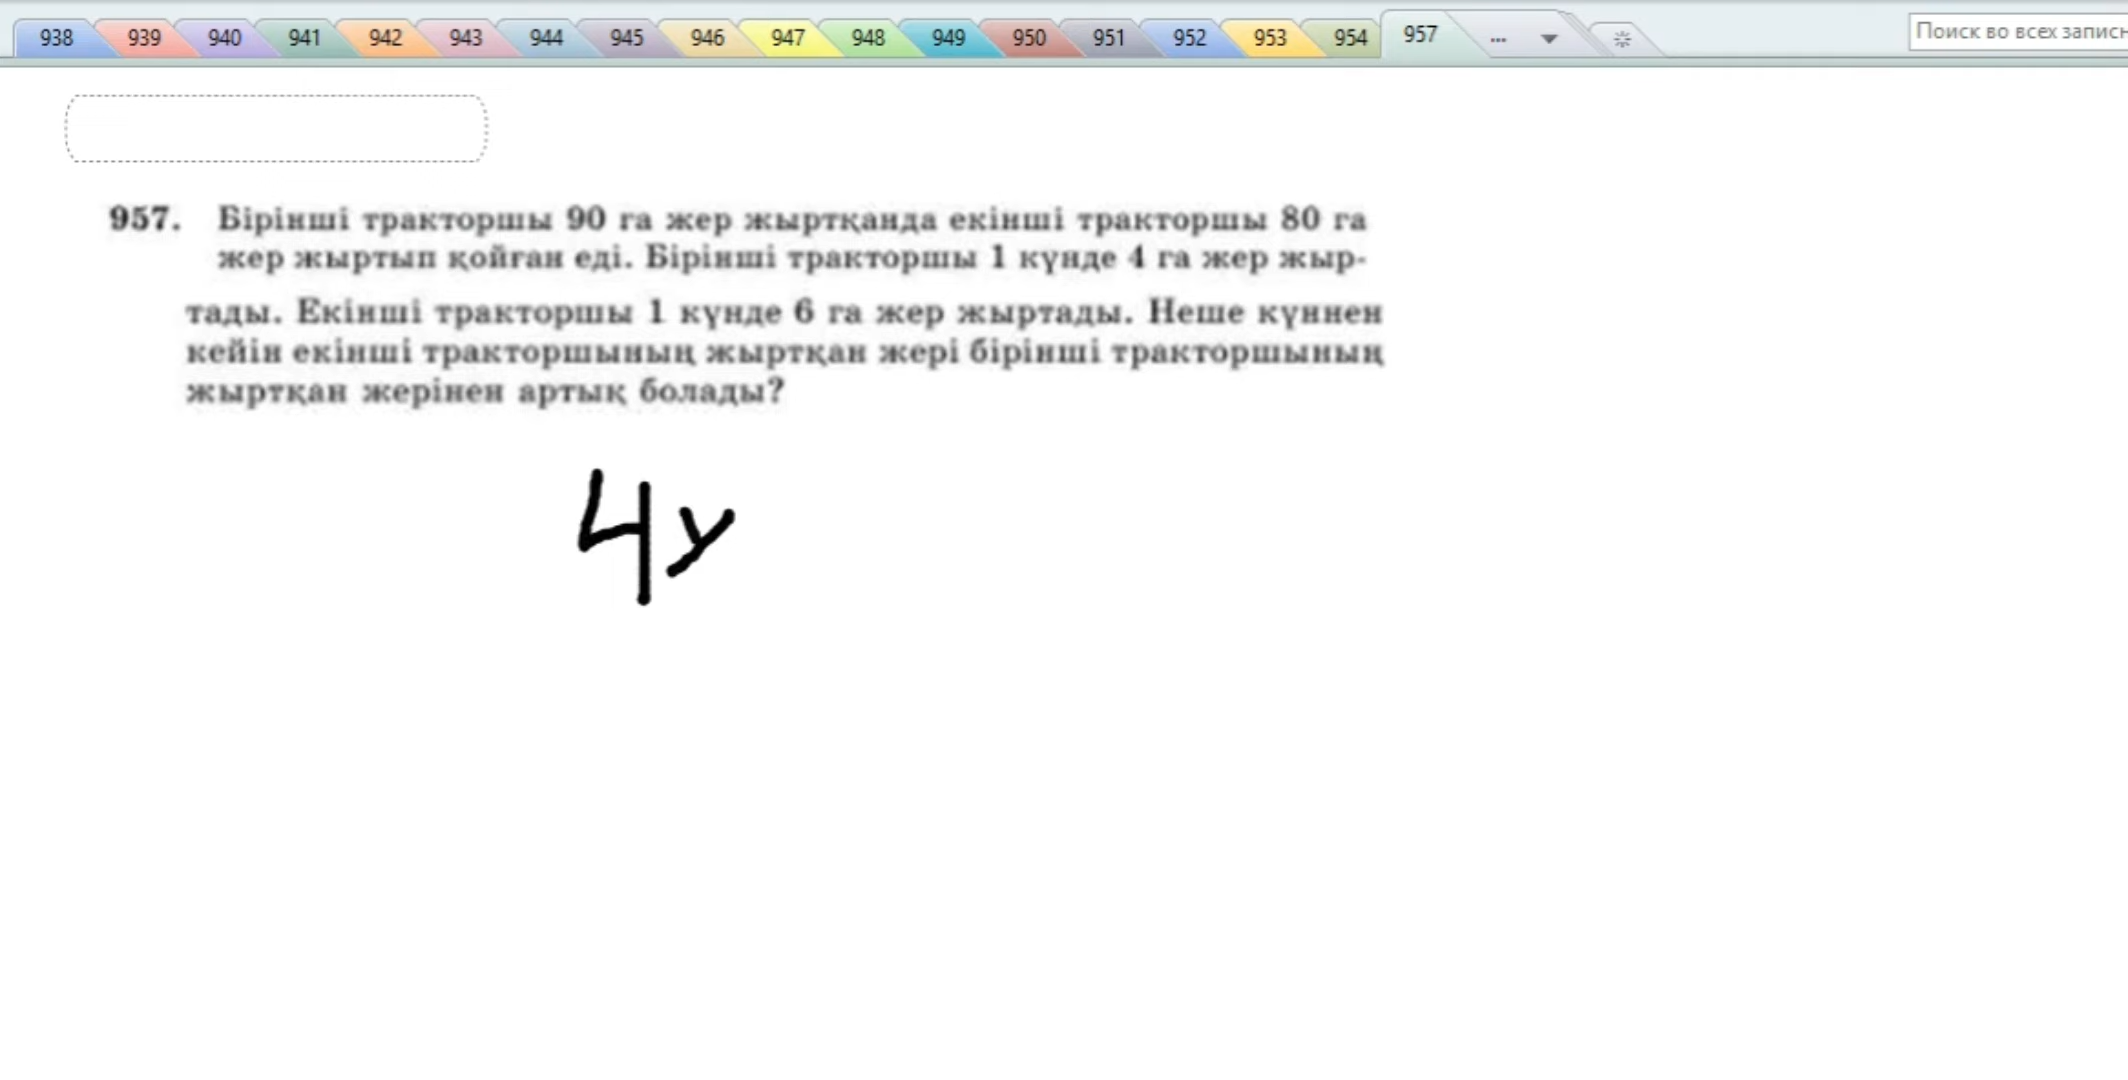 938 939 940 941 942 943 944 945 946 947 948 949 950 951 952 953 954 957 ...
Поиск во всех записн
957. Бірінші тракторшы 90 га жер жыртқанда екінші тракторшы 80 га
жер жыртып қойған еді. Бірінші тракторшы 1 күнде 4 га жер жыр-
тады. Екінші тракторшы 1 күнде 6 га жер жыртады. Неше күннен
кейін екінші тракторшының жыртқан жері бірінші тракторшының
жыртқан жерінен артық болады?
4у